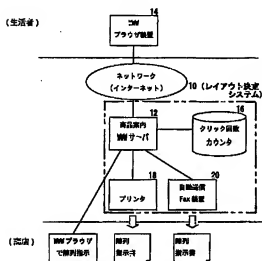 (生活者)
14
WWW
ブラウザ装置
ネットワーク
(インターネット)
10 (レイアウト設定
システム)
12
商品案内
WWWサーバ
16
クリック回数
カウンタ
18
プリンタ
20
自動送信
Fax装置
(商店)
WWWブラウザ
で陳列指示
陳列
指示書
陳列
指示書